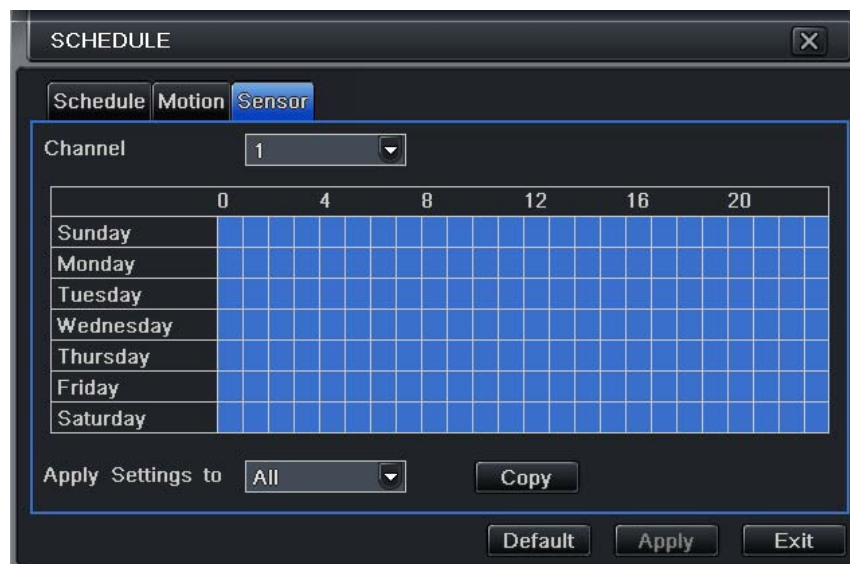 SCHEDULE
Schedule Motion Sensor
Channel 1
0 4 8 12 16 20
Sunday
Monday
Tuesday
Wednesday
Thursday
Friday
Saturday
Apply Settings to All Copy
Default Apply Exit